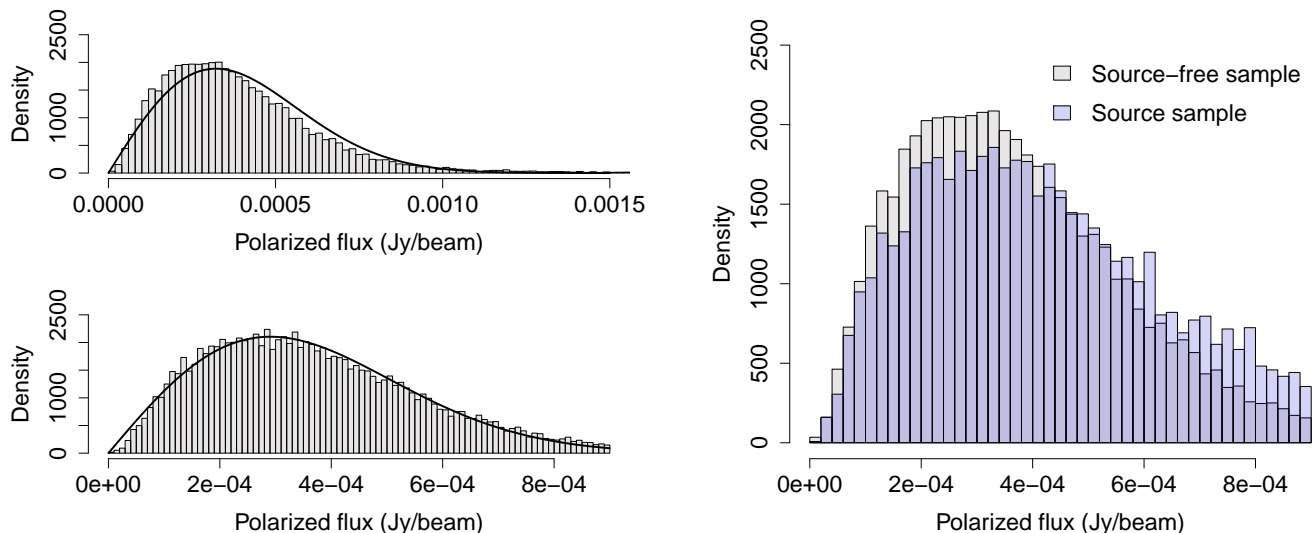 2500
Density
1000
0
0.0000 0.0005 0.0010 0.0015
Polarized flux (Jy/beam)
2500
Density
1000
0
0e+00 2e−04 4e−04 6e−04 8e−04
Polarized flux (Jy/beam)
2500
Source−free sample
Source sample
2000
1500
Density
1000
500
0
0e+00 2e−04 4e−04 6e−04 8e−04
Polarized flux (Jy/beam)